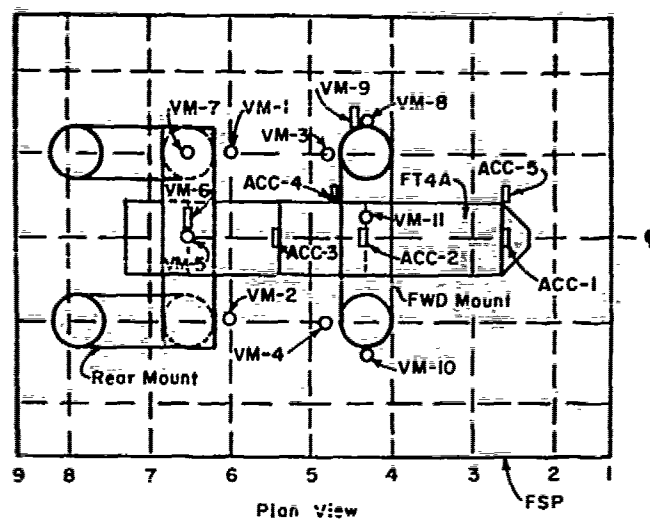 VM-9
VM-7
VM-1
VM-8
VM-3
ACC-5
ACC-4
FT4A
VM-6
VM-11
VM-5
ACC-3
ACC-2
ACC-1
VM-2
FWD Mount
VM-4
VM-10
Rear Mount
9 8 7 6 5 4 3 2 1
FSP
Plan View